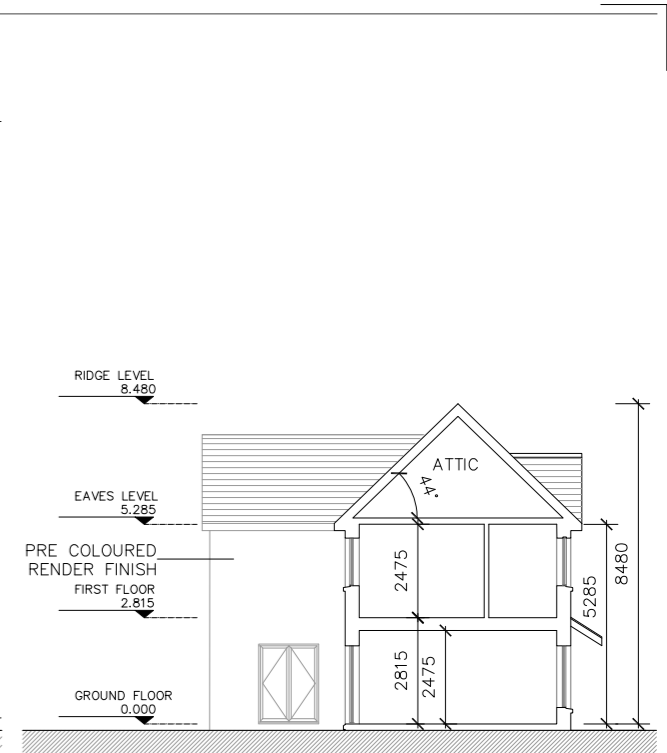 RIDGE LEVEL
8.480
ATTIC
44°
EAVES LEVEL
5.285
PRE COLOURED
RENDER FINISH
FIRST FLOOR
2.815
2475
5285
8480
2815
2475
GROUND FLOOR
0.000